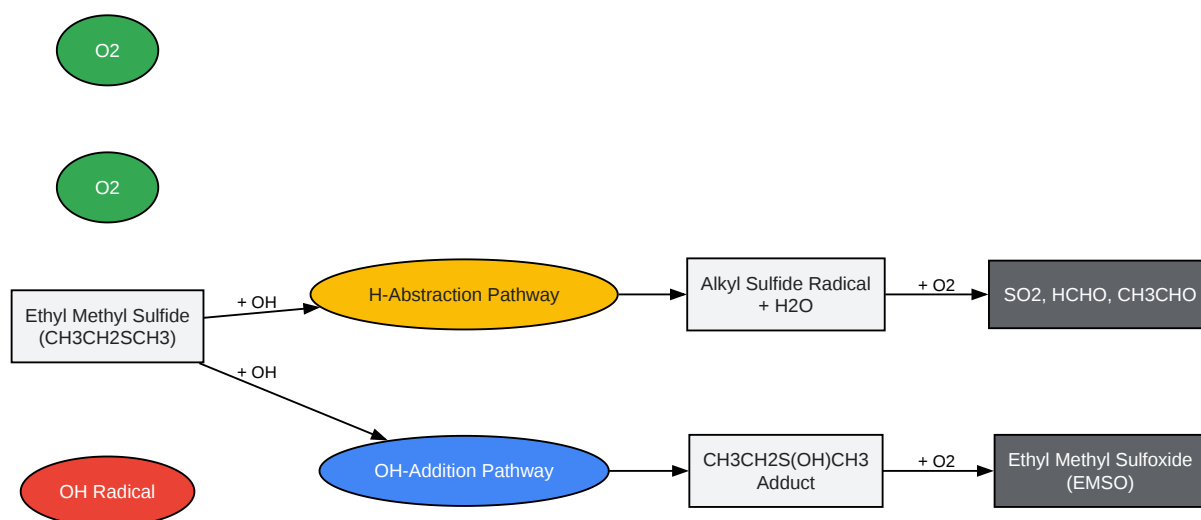 O2
O2
Ethyl Methyl Sulfide
(CH3CH2SCH3)
+ OH
+ OH
H-Abstraction Pathway
Alkyl Sulfide Radical
+ H2O
+ O2
SO2, HCHO, CH3CHO
OH Radical
OH-Addition Pathway
CH3CH2S(OH)CH3
Adduct
+ O2
Ethyl Methyl Sulfoxide
(EMSO)